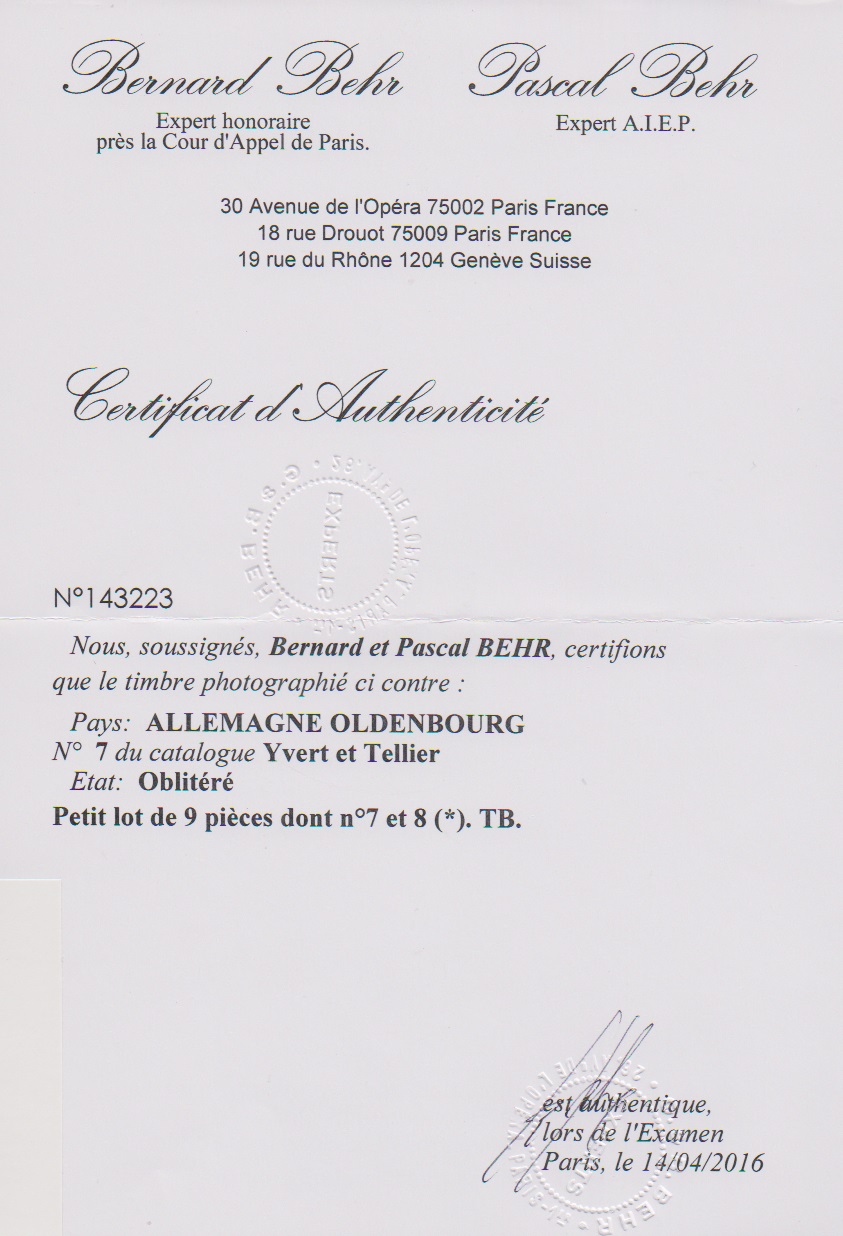 Bernard Behr
Expert honoraire
près la Cour d'Appel de Paris.
Pascal Behr
Expert A.I.E.P.
30 Avenue de l'Opéra 75002 Paris France
18 rue Drouot 75009 Paris France
19 rue du Rhône 1204 Genève Suisse
Certificat d'Authenticité
EXPERTS
B. BEHR
N°143223
Nous, soussignés, Bernard et Pascal BEHR, certifions
que le timbre photographié ci contre :
Pays: ALLEMAGNE OLDENBOURG
N° 7 du catalogue Yvert et Tellier
Etat: Oblitéré
Petit lot de 9 pièces dont n°7 et 8 (*). TB.
est authentique,
lors de l'Examen
Paris, le 14/04/2016
BEHR